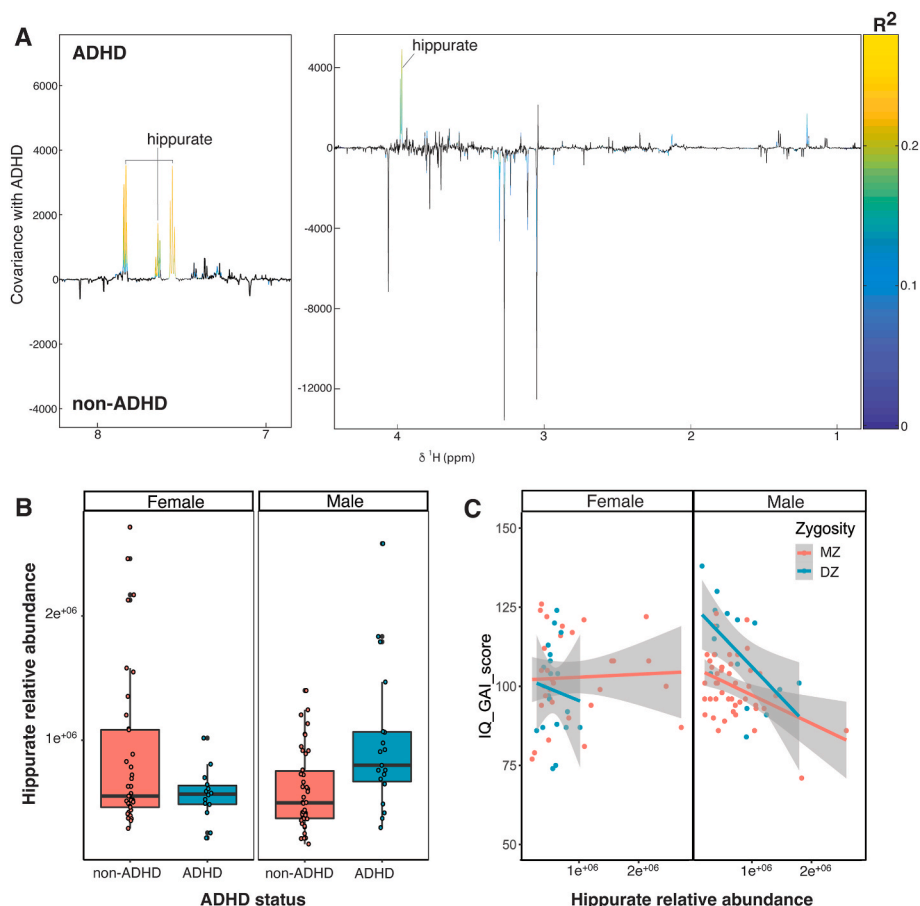 A
R²
ADHD
hippurate
hippurate
Covariance with ADHD
6000
4000
2000
0
-2000
-4000
non-ADHD
8
7
4000
0
-4000
-8000
-12000
4
3
2
1
δ ¹H (ppm)
0.2
0.1
0
B
Female
Male
Hippurate relative abundance
2e⁺⁰⁶
1e⁺⁰⁶
non-ADHD
ADHD
non-ADHD
ADHD
ADHD status
C
Female
Male
Zygosity
MZ
DZ
IQ_GAI_score
150
125
100
75
50
1e⁺⁰⁶
2e⁺⁰⁶
1e⁺⁰⁶
2e⁺⁰⁶
Hippurate relative abundance